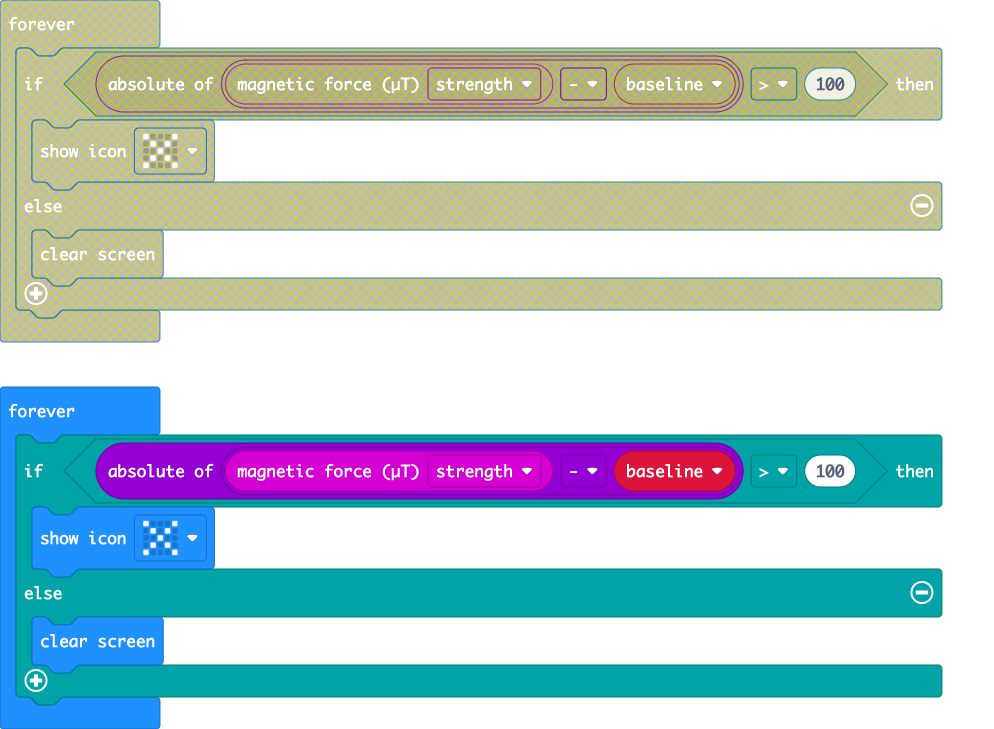 forever
if absolute of magnetic force (µT) strength - baseline > 100 then
show icon
else
clear screen
forever
if absolute of magnetic force (µT) strength - baseline > 100 then
show icon
else
clear screen